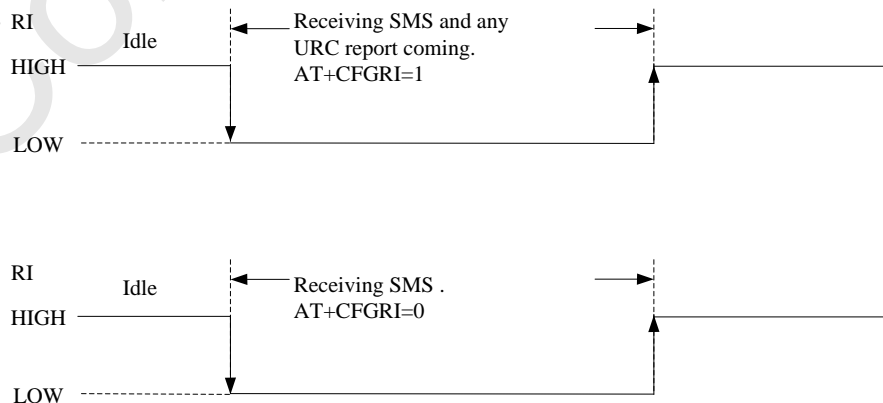 RI
Idle
Receiving SMS and any
URC report coming.
HIGH
AT+CFGRI=1
LOW
RI
Idle
Receiving SMS .
HIGH
AT+CFGRI=0
LOW